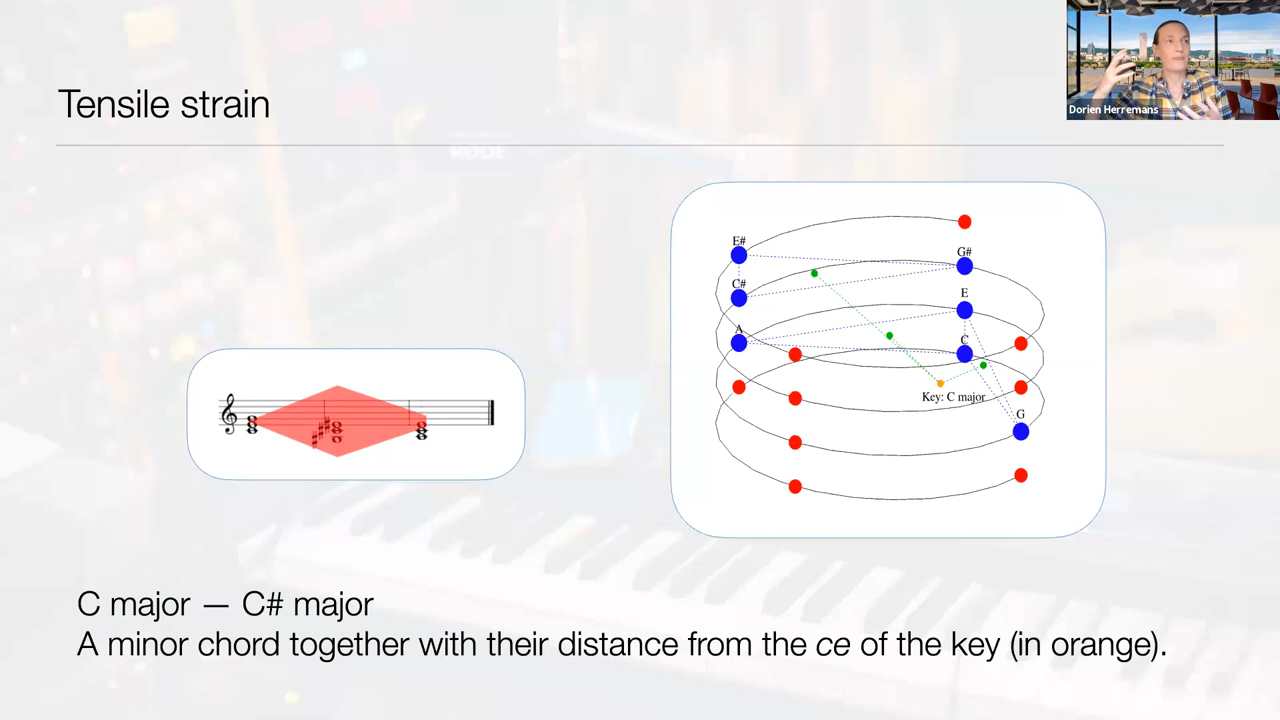 Dorien Herremans
Tensile strain
E#
G#
C#
E
A
C
Key: C major
G
C major — C# major
A minor chord together with their distance from the ce of the key (in orange).